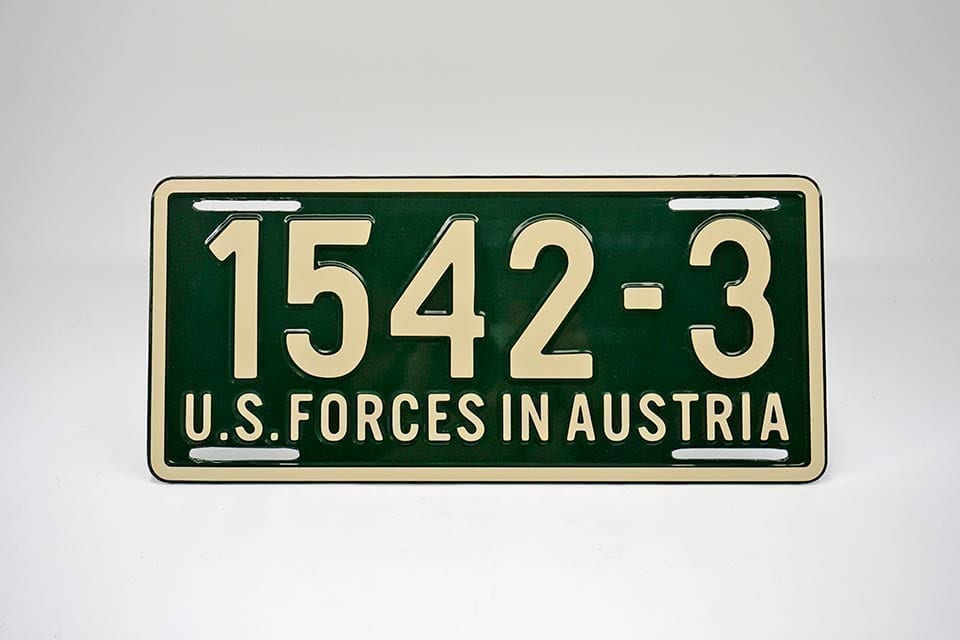 1542-3
U.S. FORCES IN AUSTRIA